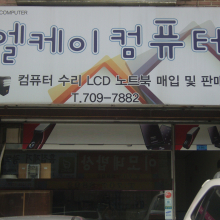 COMPUTER
엘케이컴퓨터
컴퓨터 수리 LCD 노트북 매입 및 판매
T.709-7882